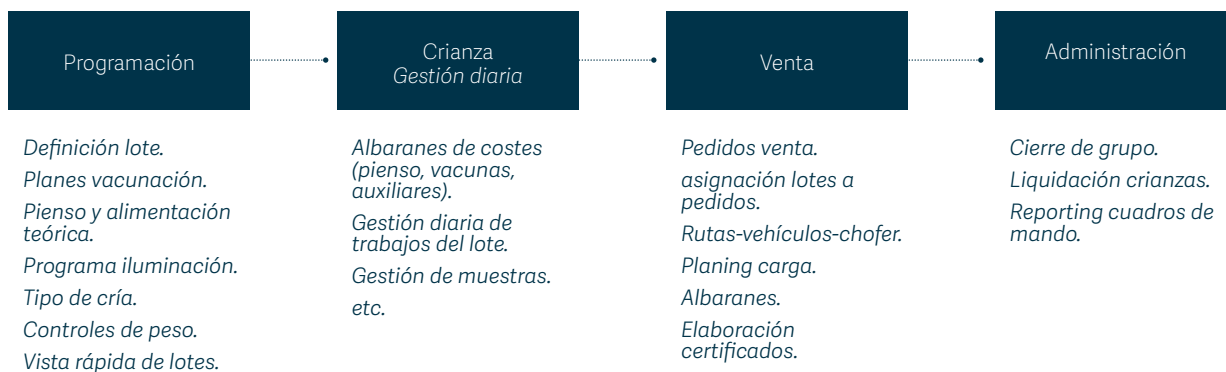 Programación
Definición lote.
Planes vacunación.
Pienso y alimentación
teórica.
Programa iluminación.
Tipo de cría.
Controles de peso.
Vista rápida de lotes.
Crianza
Gestión diaria
Albaranes de costes
(pienso, vacunas,
auxiliares).
Gestión diaria de
trabajos del lote.
Gestión de muestras.
etc.
Venta
Pedidos venta.
asignación lotes a
pedidos.
Rutas-vehículos-chofer.
Planing carga.
Albaranes.
Elaboración
certificados.
Administración
Cierre de grupo.
Liquidación crianzas.
Reporting cuadros de
mando.